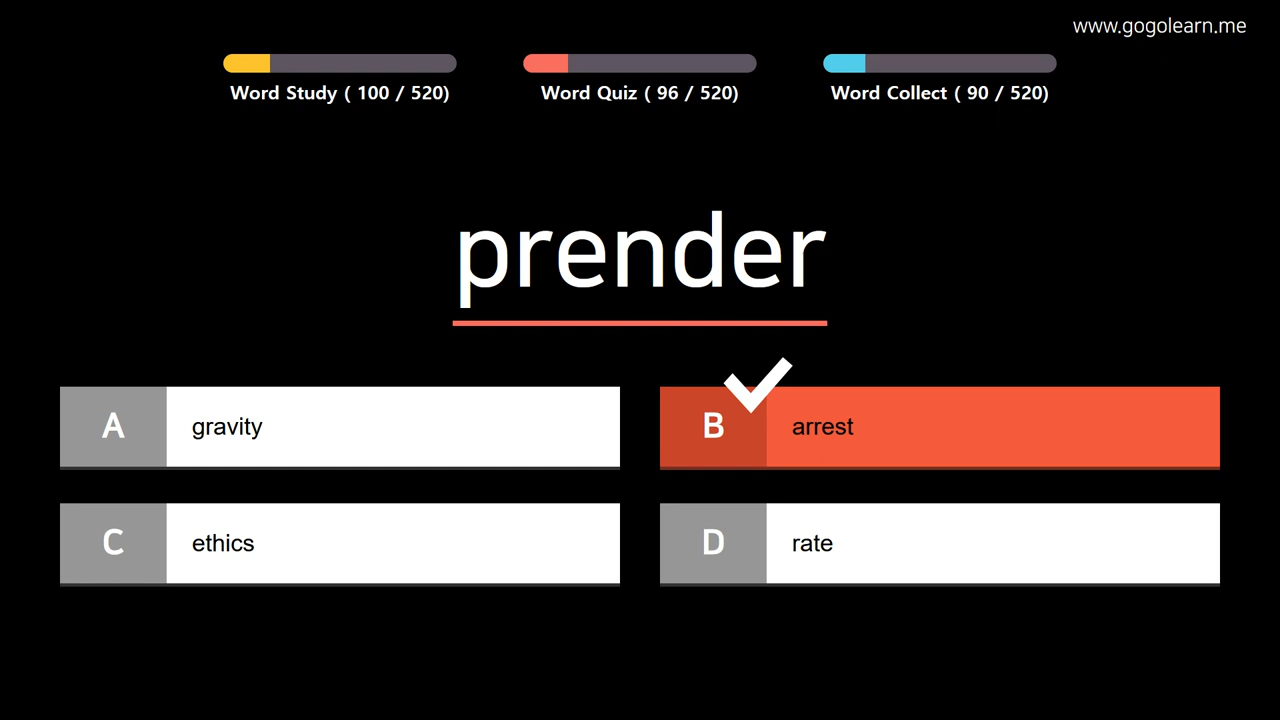 www.gogolearn.me
Word Study ( 100 / 520)
Word Quiz ( 96 / 520)
Word Collect ( 90 / 520)
prender
A gravity
B arrest
C ethics
D rate